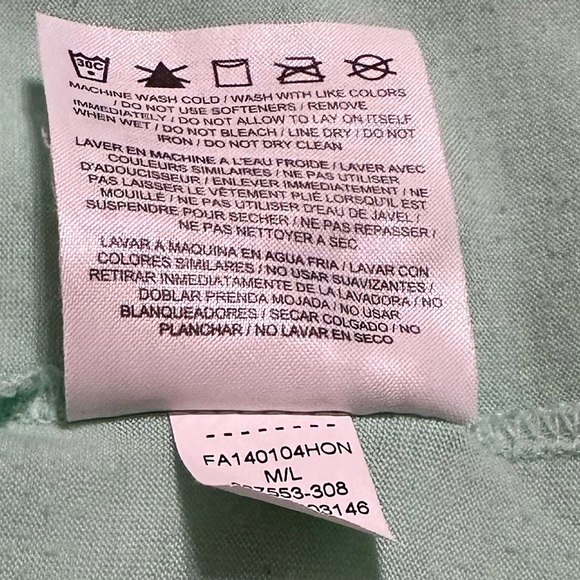 30C
MACHINE WASH COLD / WASH WITH LIKE COLORS
/ DO NOT USE SOFTENERS / REMOVE
IMMEDIATELY / DO NOT ALLOW TO LAY ON ITSELF
WHEN WET / DO NOT BLEACH / LINE DRY / DO NOT
IRON / DO NOT DRY CLEAN
LAVER EN MACHINE A L'EAU FROIDE / LAVER AVEC
COULEURS SIMILAIRES / NE PAS UTILISER
D'ADOUCISSEUR / ENLEVER IMMEDIATEMENT / NE
PAS LAISSER LE VÊTEMENT PLIÉ LORSQU'IL EST
MOUILLÉ / NE PAS UTILISER D'EAU DE JAVEL /
SUSPENDRE POUR SECHER / NE PAS REPASSER /
NE PAS NETTOYER A SEC
LAVAR A MAQUINA EN AGUA FRIA / LAVAR CON
COLORES SIMILARES / NO USAR SUAVIZANTES /
RETIRAR INMEDIATAMENTE DE LA LAVADORA / NO
DOBLAR PRENDA MOJADA / NO USAR
BLANQUEADORES / SECAR COLGADO / NO
PLANCHAR / NO LAVAR EN SECO
FA140104HON
M/L
553-308
03146